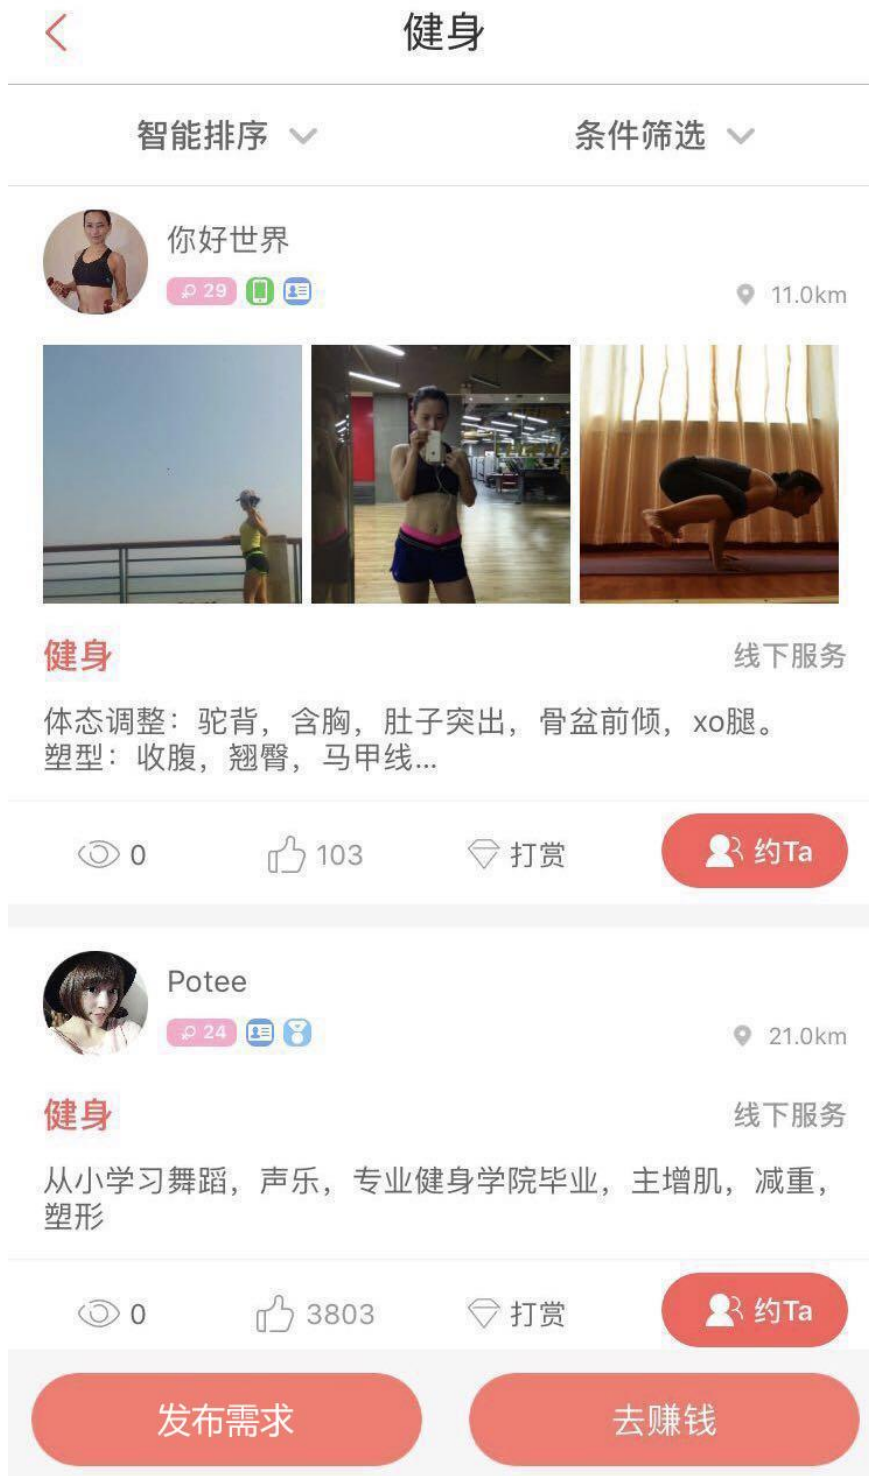 健身
智能排序
条件筛选
你好世界
29
11.0km
健身
线下服务
体态调整：驼背，含胸，肚子突出，骨盆前倾，xo腿。
塑型：收腹，翘臀，马甲线...
0
103
打赏
约Ta
Potee
24
21.0km
健身
线下服务
从小学习舞蹈，声乐，专业健身学院毕业，主增肌，减重，
塑形
0
3803
打赏
约Ta
发布需求
去赚钱